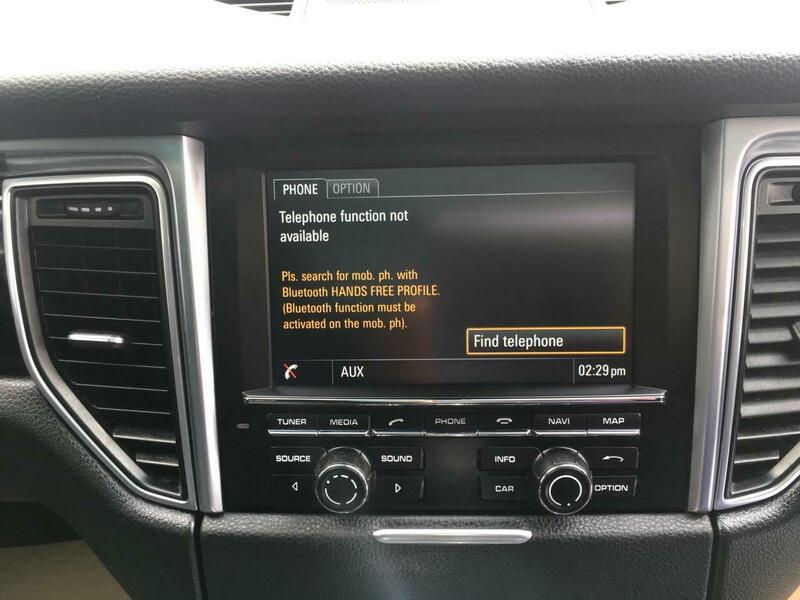 PHONE OPTION
Telephone function not
available
Pls. search for mob. ph. with
Bluetooth HANDS FREE PROFILE.
(Bluetooth function must be
activated on the mob. ph).
Find telephone
AUX 02:29 pm
TUNER MEDIA PHONE NAVI MAP
SOURCE SOUND INFO
CAR OPTION